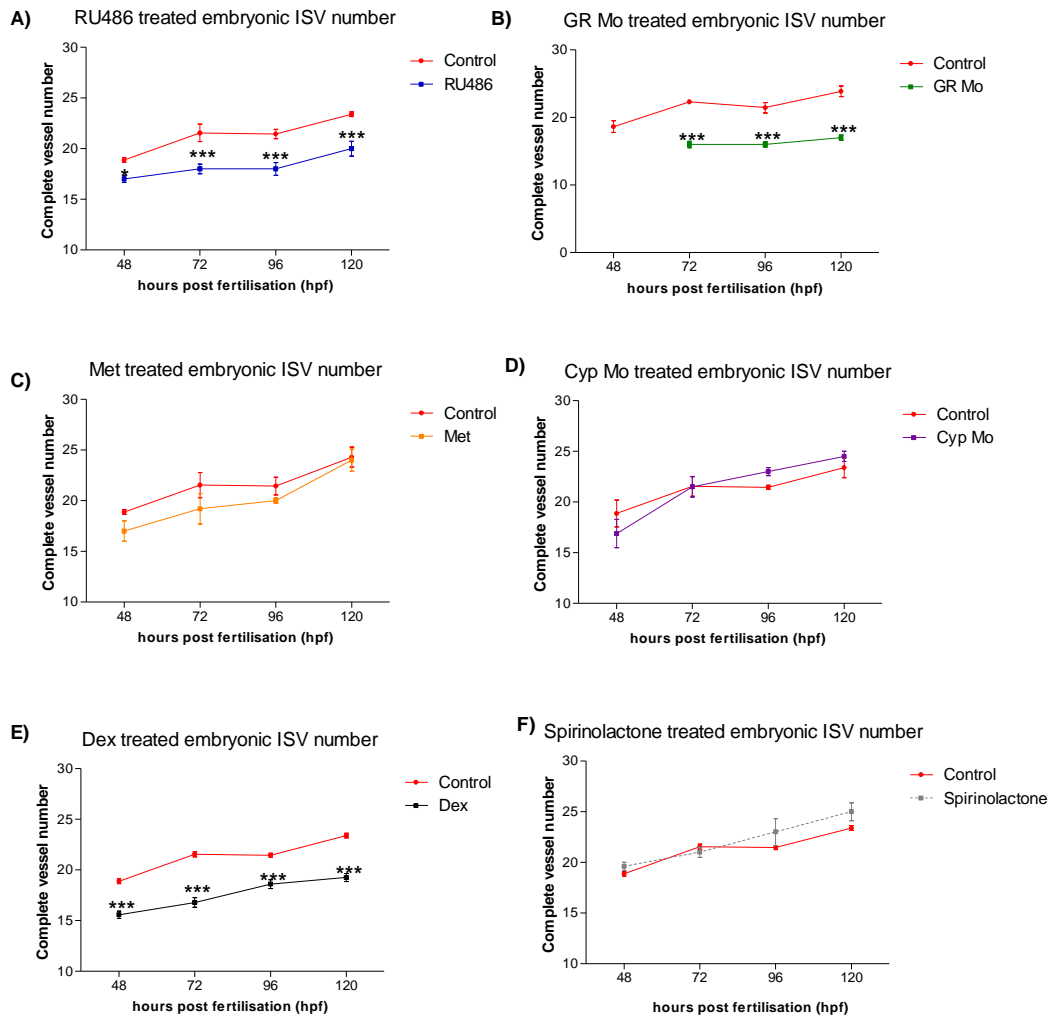 A)
RU486 treated embryonic ISV number
Complete vessel number
30
25
20
15
10
*
***
***
***
48
72
96
120
hours post fertilisation (hpf)
Control
RU486
B)
GR Mo treated embryonic ISV number
Complete vessel number
30
20
10
0
***
***
***
48
72
96
120
hours post fertilisation (hpf)
Control
GR Mo
C)
Met treated embryonic ISV number
Complete vessel number
30
25
20
15
10
48
72
96
120
hours post fertilisation (hpf)
Control
Met
D)
Cyp Mo treated embryonic ISV number
Complete vessel number
30
25
20
15
10
48
72
96
120
hours post fertilisation (hpf)
Control
Cyp Mo
E)
Dex treated embryonic ISV number
Complete vessel number
30
25
20
15
10
***
***
***
***
48
72
96
120
hours post fertilisation (hpf)
Control
Dex
F)
Spirinolactone treated embryonic ISV number
Complete vessel number
30
25
20
15
10
48
72
96
120
hours post fertilisation (hpf)
Control
Spirinolactone